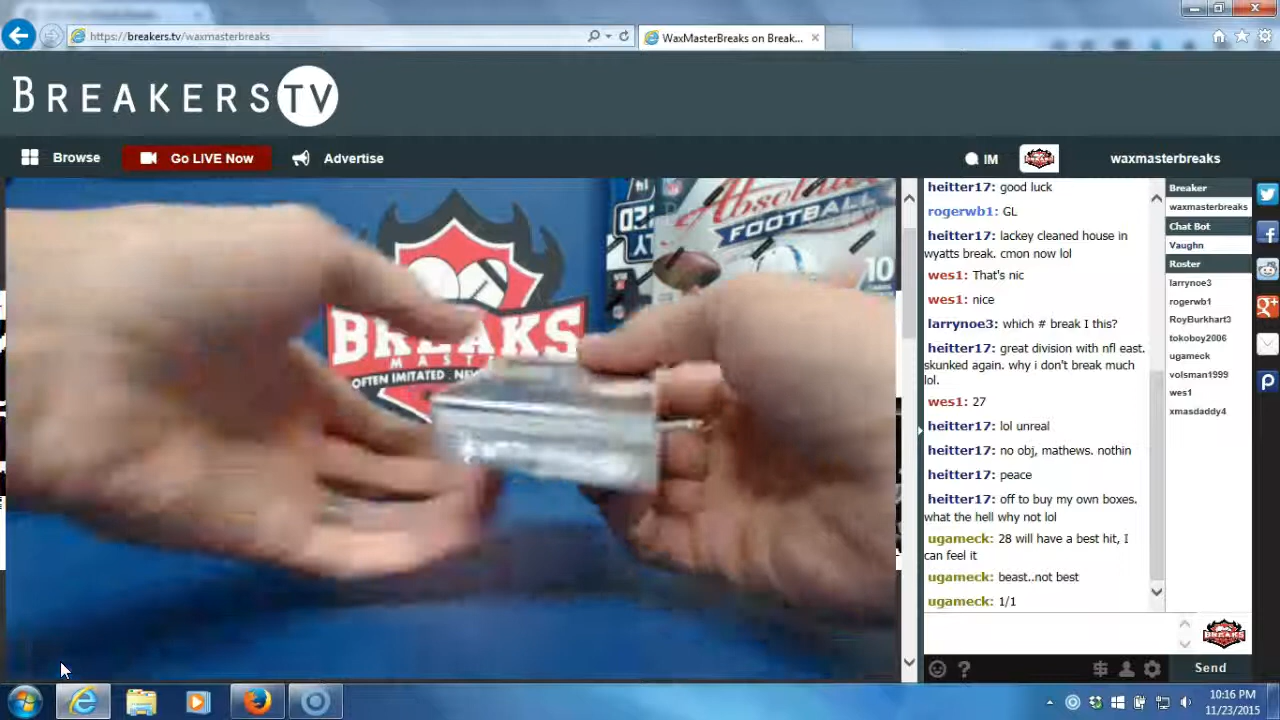 https://breakers.tv/waxmasterbreaks
WaxMasterBreaks on Break...
BREAKERS TV
Browse
Go LIVE Now
Advertise
IM
waxmasterbreaks
Absolute
FOOTBALL
10
BREAKS
OFTEN IMITATED
heitter17: good luck
rogerwb1: GL
heitter17: lackey cleaned house in
wyatts break. cmon now lol
wes1: That's nic
wes1: nice
larrynoe3: which # break I this?
heitter17: great division with nfl east.
skunked again. why i don't break much
lol.
wes1: 27
heitter17: lol unreal
heitter17: no obj, mathews. nothin
heitter17: peace
heitter17: off to buy my own boxes.
what the hell why not lol
ugameck: 28 will have a best hit, I
can feel it
ugameck: beast..not best
ugameck: 1/1
Breaker
waxmasterbreaks
Chat Bot
Vaughn
Roster
larrynoe3
rogerwb1
RoyBurkhart3
tokoboy2006
ugameck
volsman1999
wes1
xmasdaddy4
BREAKS
Send
10:16 PM
11/23/2015